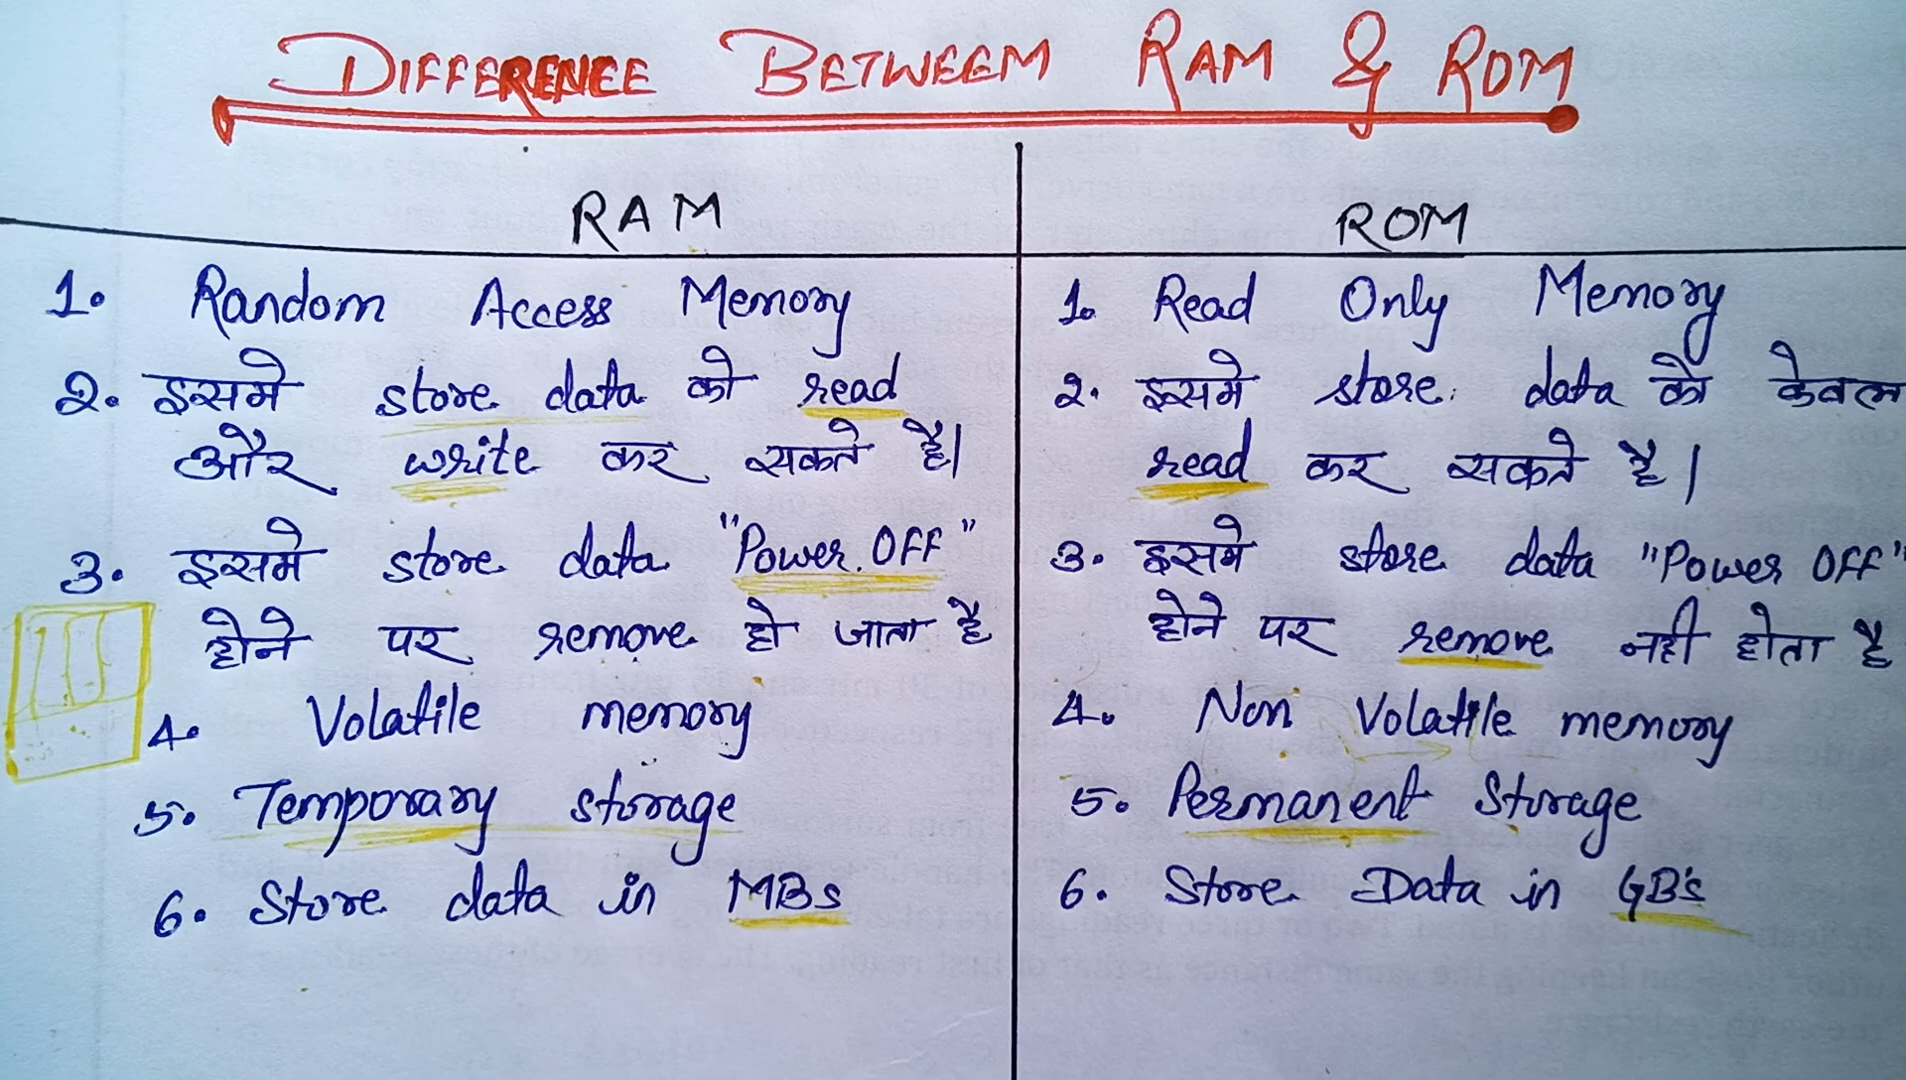 DIFFERENCE BETWEEM RAM & ROM
RAM
1. Random Access Memory
2. इसमे store data को read
और write कर सकते है।
3. इसमे store data "Power OFF"
होने पर remove हो जाता है
4. Volatile memory
5. Temporary storage
6. Store data in MBs
ROM
1. Read Only Memory
2. इसमे store data को केवल
read कर सकते है।
3. इसमे store data "Power OFF"
होने पर remove नही होता है
4. Non Volatile memory
5. Permanent Storage
6. Store Data in GB's